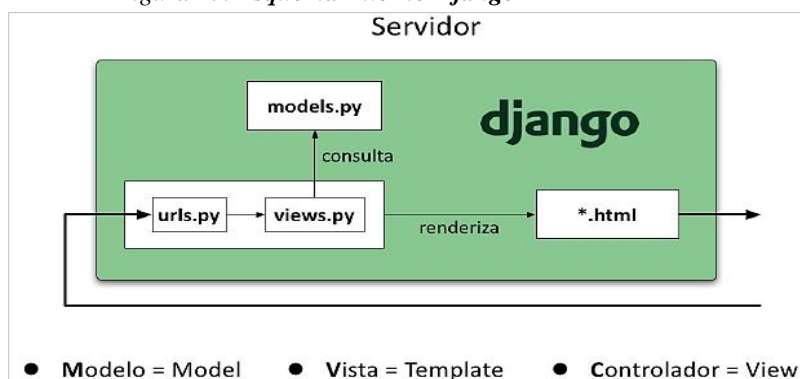 Servidor
models.py
django
consulta
urls.py
views.py
renderiza
*.html
● Modelo = Model ● Vista = Template ● Controlador = View